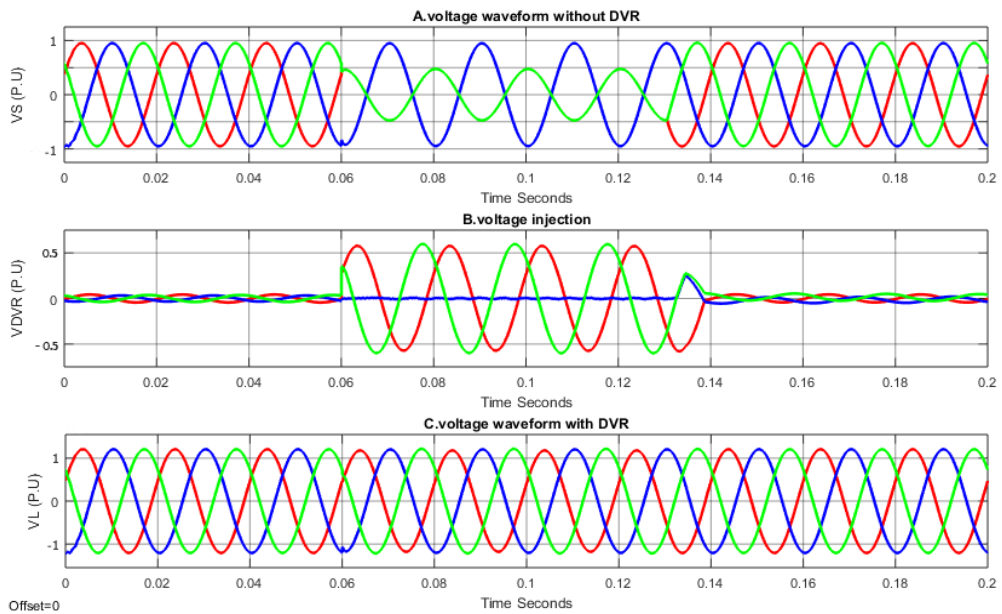 A.voltage waveform without DVR
VS (P.U)
1
0
-1
0 0.02 0.04 0.06 0.08 0.1 0.12 0.14 0.16 0.18 0.2
Time Seconds
B.voltage injection
VDVR (P.U)
0.5
0
-0.5
0 0.02 0.04 0.06 0.08 0.1 0.12 0.14 0.16 0.18 0.2
Time Seconds
C.voltage waveform with DVR
VL (P.U)
1
0
-1
0 0.02 0.04 0.06 0.08 0.1 0.12 0.14 0.16 0.18 0.2
Time Seconds
Offset=0